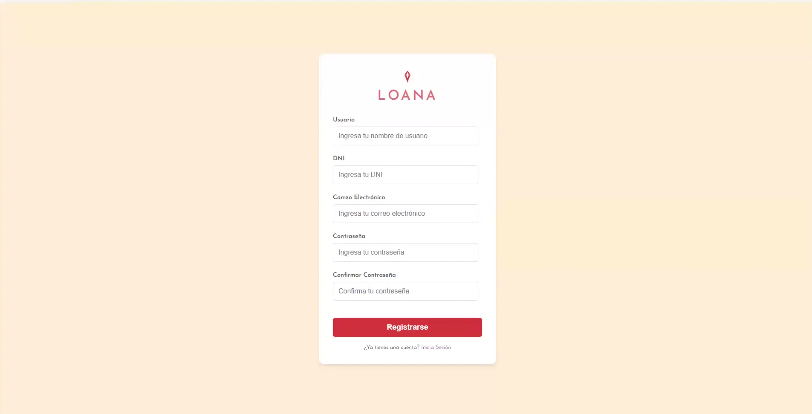 LOANA
Usuario
Ingresa tu nombre de usuario
DNI
Ingresa tu DNI
Correo Electrónico
Ingresa tu correo electrónico
Contraseña
Ingresa tu contraseña
Confirmar Contraseña
Confirma tu contraseña
Registrarse
¿Ya tienes una cuenta? Inicia Sesión